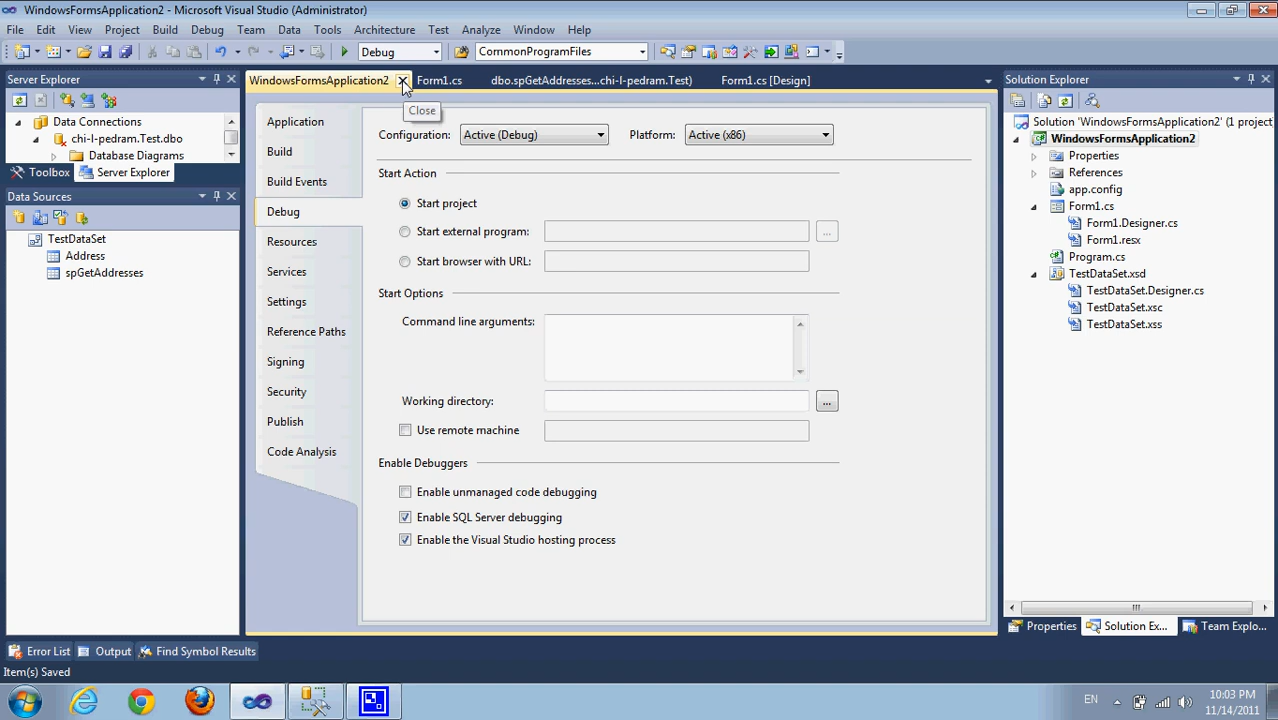 WindowsFormsApplication2 - Microsoft Visual Studio (Administrator)
File Edit View Project Build Debug Team Data Tools Architecture Test Analyze Window Help
Debug CommonProgramFiles
Server Explorer
Data Connections
chi-l-pedram.Test.dbo
Database Diagrams
Toolbox Server Explorer
Data Sources
TestDataSet
Address
spGetAddresses
WindowsFormsApplication2 Form1.cs dbo.spGetAddresses...chi-l-pedram.Test) Form1.cs [Design]
Close
Application
Build
Build Events
Debug
Resources
Services
Settings
Reference Paths
Signing
Security
Publish
Code Analysis
Configuration: Active (Debug) Platform: Active (x86)
Start Action
Start project
Start external program: ...
Start browser with URL:
Start Options
Command line arguments:
Working directory: ...
Use remote machine
Enable Debuggers
Enable unmanaged code debugging
Enable SQL Server debugging
Enable the Visual Studio hosting process
Solution Explorer
Solution 'WindowsFormsApplication2' (1 project
WindowsFormsApplication2
Properties
References
app.config
Form1.cs
Form1.Designer.cs
Form1.resx
Program.cs
TestDataSet.xsd
TestDataSet.Designer.cs
TestDataSet.xsc
TestDataSet.xss
Properties Solution Ex... Team Explo...
Error List Output Find Symbol Results
Item(s) Saved
EN 10:03 PM
11/14/2011